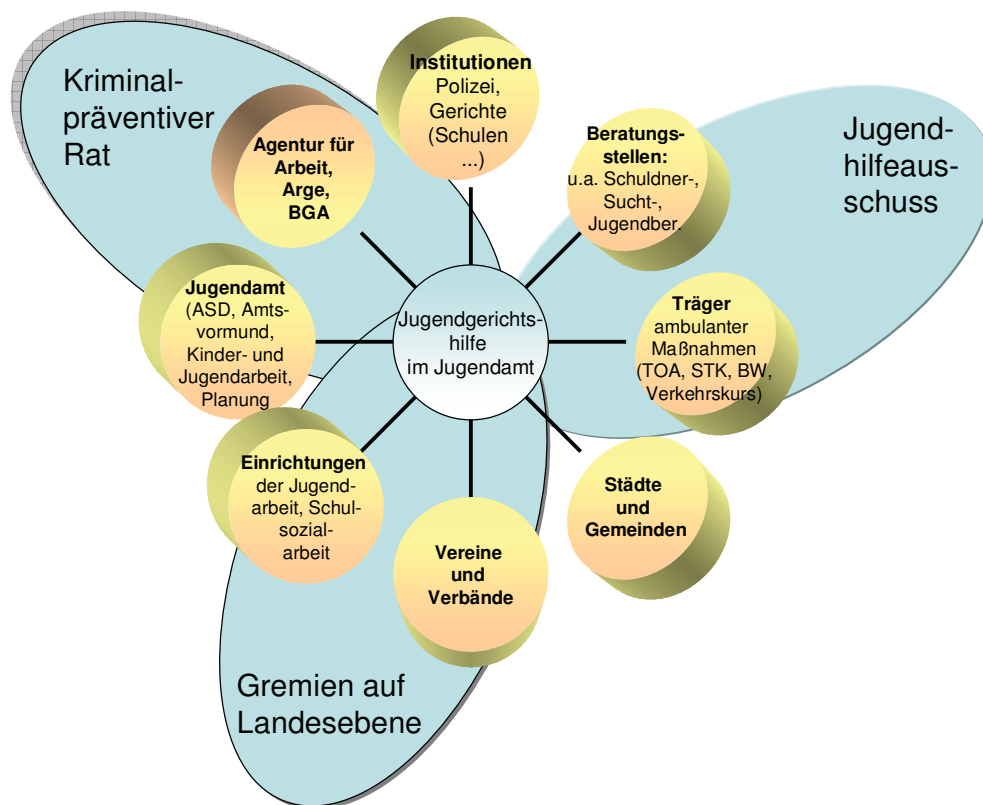 Kriminal-
präventiver
Rat
Institutionen
Polizei,
Gerichte
(Schulen
...)
Beratungs-
stellen:
u.a. Schuldner-,
Sucht-,
Jugendber.
Jugend-
hilfeaus-
schuss
Agentur für
Arbeit,
Arge,
BGA
Jugendamt
(ASD, Amts-
vormund,
Kinder- und
Jugendarbeit,
Planung
Jugendgerichts-
hilfe
im Jugendamt
Träger
ambulanter
Maßnahmen
(TOA, STK, BW,
Verkehrskurs)
Einrichtungen
der Jugend-
arbeit, Schul-
sozial-
arbeit
Vereine
und
Verbände
Städte
und
Gemeinden
Gremien auf
Landesebene